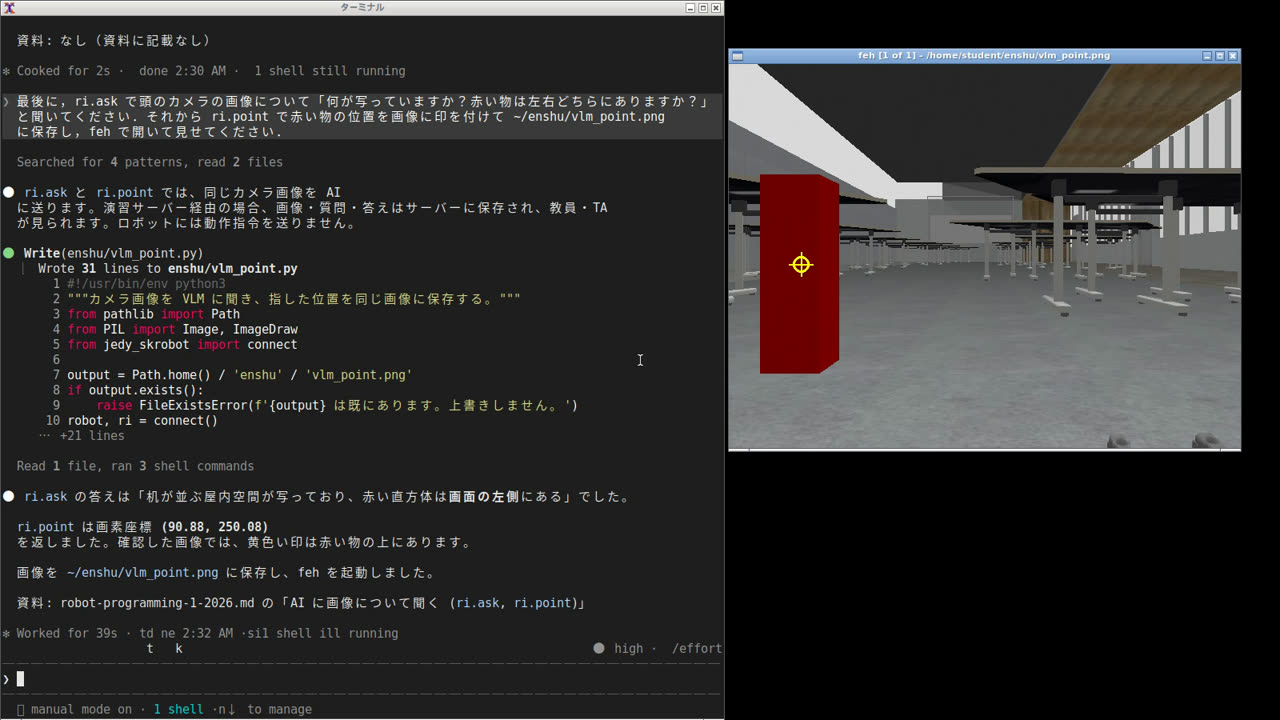 ターミナル
資料: なし (資料に記載なし)
✻ Cooked for 2s · done 2:30 AM · 1 shell still running
❯ 最後に, ri.ask で頭のカメラの画像について「何が写っていますか？赤い物は左右どちらにありますか？」
と聞いてください. それから ri.point で赤い物の位置を画像に印を付けて ~/enshu/vlm_point.png
に保存し, feh で開いて見せてください.
Searched for 4 patterns, read 2 files
ri.ask と ri.point では、同じカメラ画像を AI
に送ります。演習サーバー経由の場合、画像・質問・答えはサーバーに保存され、教員・TA
が見られます。ロボットには動作指令を送りません。
Write(enshu/vlm_point.py)
Wrote 31 lines to enshu/vlm_point.py
1 #!/usr/bin/env python3
2 """カメラ画像を VLM に聞き、指した位置を同じ画像に保存する。"""
3 from pathlib import Path
4 from PIL import Image, ImageDraw
5 from jedy_skrobot import connect
6
7 output = Path.home() / 'enshu' / 'vlm_point.png'
8 if output.exists():
9     raise FileExistsError(f'{output} は既にあります。上書きしません。')
10 robot, ri = connect()
… +21 lines
Read 1 file, ran 3 shell commands
ri.ask の答えは「机が並ぶ屋内空間が写っており、赤い直方体は画面の左側にある」でした。
ri.point は画素座標 (90.88, 250.08)
を返しました。確認した画像では、黄色い印は赤い物の上にあります。
画像を ~/enshu/vlm_point.png に保存し、feh を起動しました。
資料: robot-programming-1-2026.md の「AI に画像について聞く (ri.ask, ri.point)」
✻ Worked for 39s · td ne 2:32 AM ·si1 shell ill running
t k
high · /effort
❯
manual mode on · 1 shell ·n↓ to manage
feh [1 of 1] - /home/student/enshu/vlm_point.png